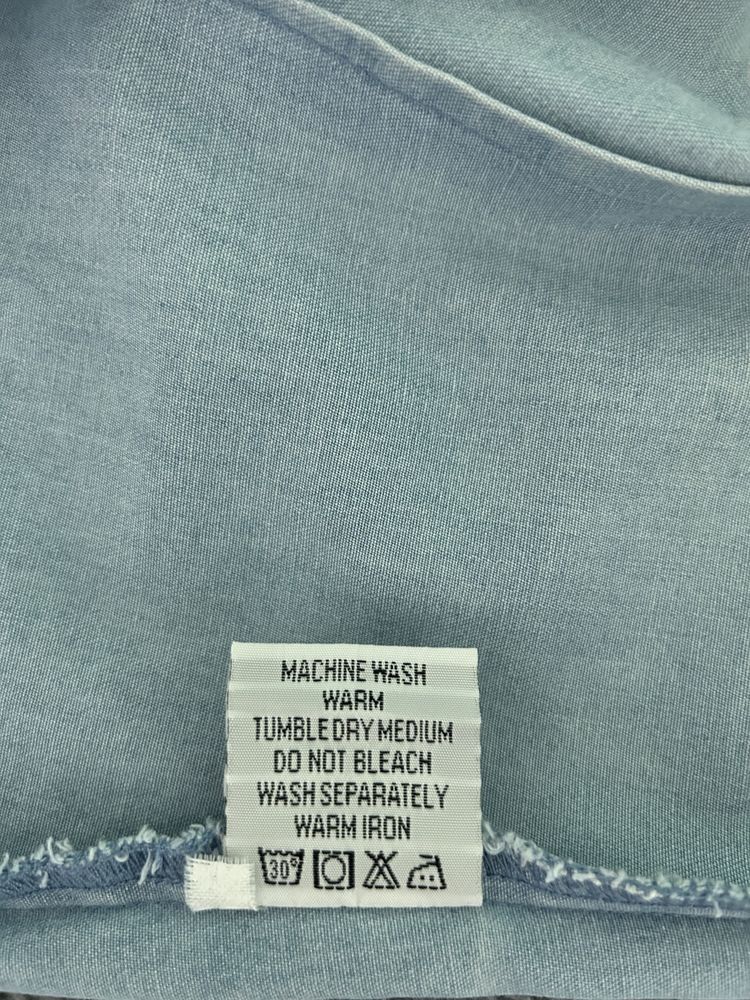 MACHINE WASH
WARM
TUMBLE DRY MEDIUM
DO NOT BLEACH
WASH SEPARATELY
WARM IRON
30°